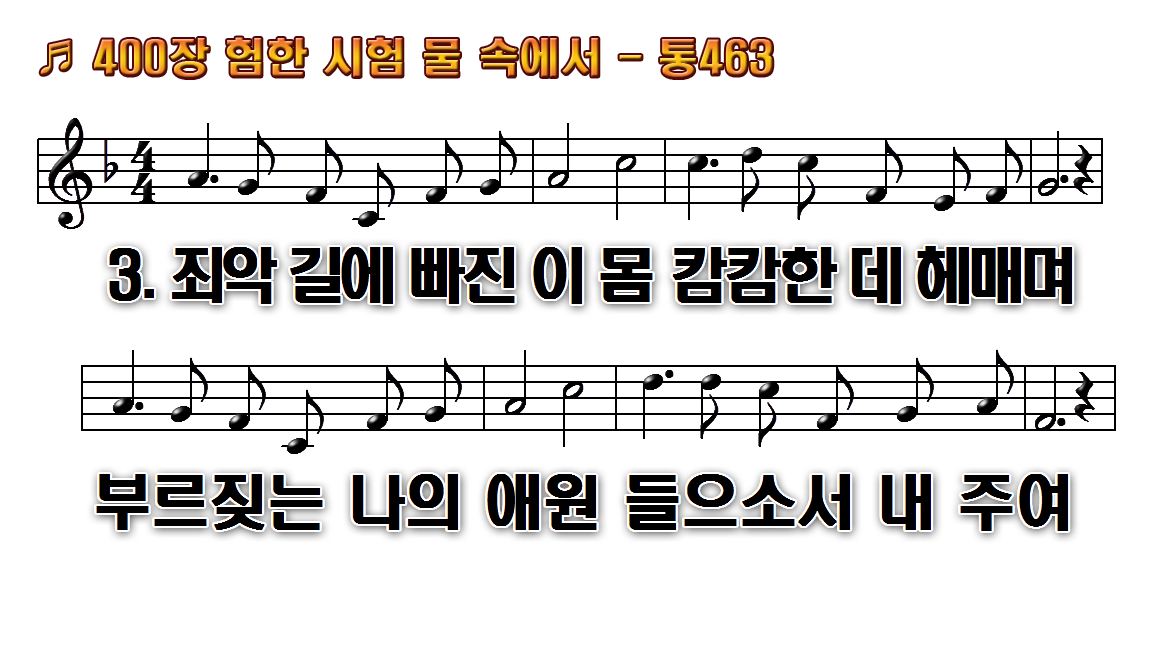 ♬ 400장 험한 시험 물 속에서 - 통463
4
4
3. 죄악 길에 빠진 이 몸 캄캄한 데 헤매며
부르짖는 나의 애원 들으소서 내 주여